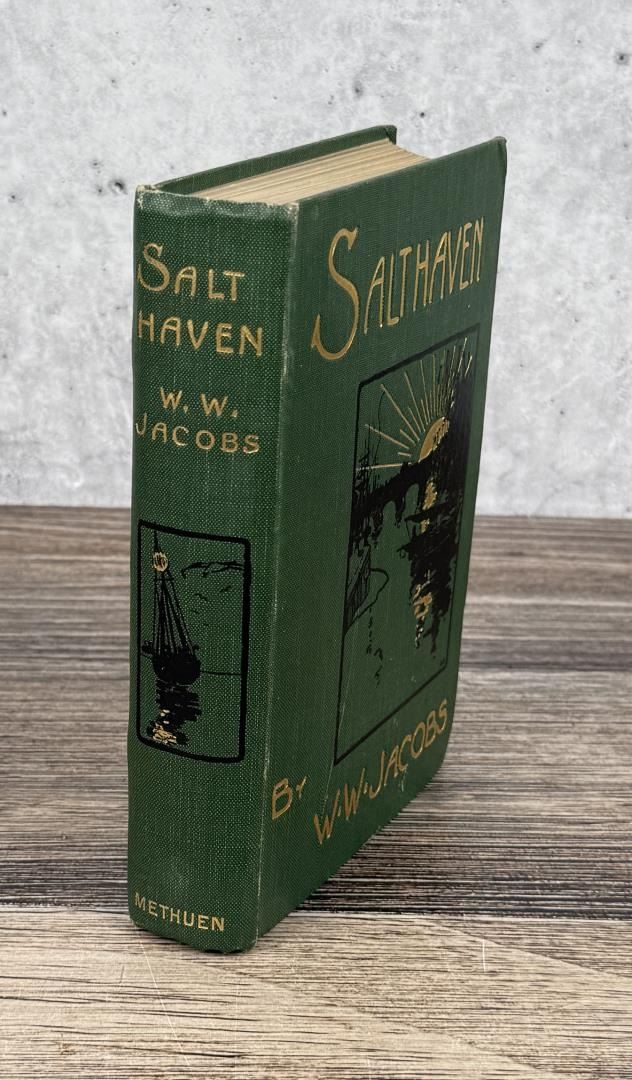 SALT
HAVEN
W. W.
JACOBS
METHUEN
SALTHAVEN
BY
W.W. JACOBS